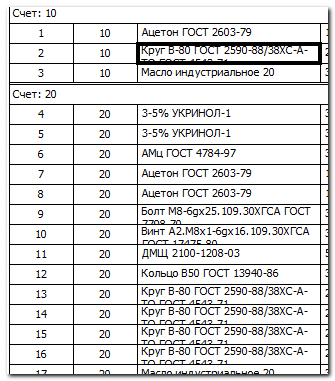 Счет: 10
1 10 Ацетон ГОСТ 2603-79
2 10 Круг В-80 ГОСТ 2590-88/38ХС-А-
ТО ГОСТ 4543-71
3 10 Масло индустриальное 20
Счет: 20
4 20 3-5% УКРИНОЛ-1
5 20 3-5% УКРИНОЛ-1
6 20 АМц ГОСТ 4784-97
7 20 Ацетон ГОСТ 2603-79
8 20 Ацетон ГОСТ 2603-79
9 20 Болт М8-6gх25.109.30ХГСА ГОСТ
7798-70
10 20 Винт А2.М8х1-6gх16.109.30ХГСА
ГОСТ 17475-80
11 20 ДМЩ 2100-1208-03
12 20 Кольцо В50 ГОСТ 13940-86
13 20 Круг В-80 ГОСТ 2590-88/38ХС-А-
ТО ГОСТ 4543-71
14 20 Круг В-80 ГОСТ 2590-88/38ХС-А-
ТО ГОСТ 4543-71
15 20 Круг В-80 ГОСТ 2590-88/38ХС-А-
ТО ГОСТ 4543-71
16 20 Круг В-80 ГОСТ 2590-88/38ХС-А-
ТО ГОСТ 4543-71
17 20 Масло индустриальное 20